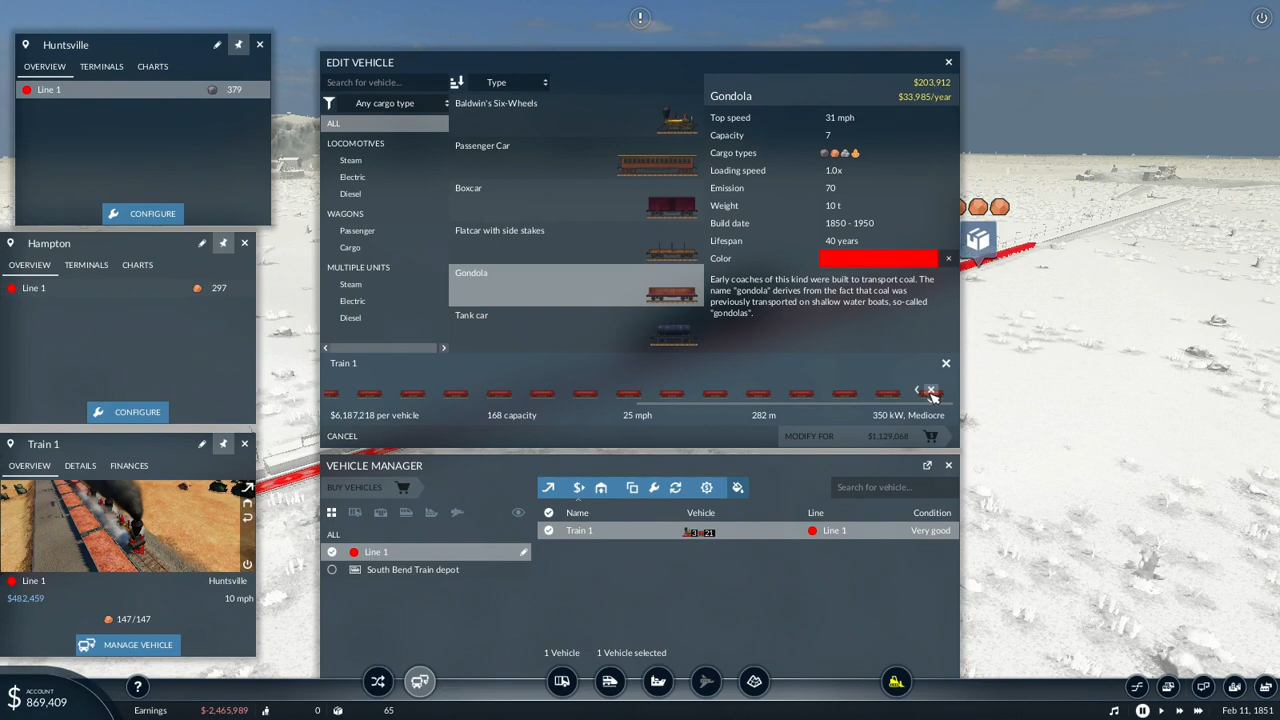 Huntsville
OVERVIEW TERMINALS CHARTS
Line 1 379
CONFIGURE
Hampton
OVERVIEW TERMINALS CHARTS
Line 1 297
CONFIGURE
Train 1
OVERVIEW DETAILS FINANCES
Line 1 Huntsville
$482,459 10 mph
147/147
MANAGE VEHICLE
EDIT VEHICLE
Search for vehicle... Type
Any cargo type
ALL
LOCOMOTIVES
Steam
Electric
Diesel
WAGONS
Passenger
Cargo
MULTIPLE UNITS
Steam
Electric
Diesel
Baldwin's Six-Wheels
Passenger Car
Boxcar
Flatcar with side stakes
Gondola
Tank car
$203,912
Gondola $33,985/year
Top speed 31 mph
Capacity 7
Cargo types
Loading speed 1.0x
Emission 70
Weight 10 t
Build date 1850 - 1950
Lifespan 40 years
Color
Early coaches of this kind were built to transport coal. The
name "gondola" derives from the fact that coal was
previously transported on shallow water boats, so-called
"gondolas".
Train 1
$6,187,218 per vehicle 168 capacity 25 mph 282 m 350 kW, Mediocre
CANCEL MODIFY FOR $1,129,068
VEHICLE MANAGER
BUY VEHICLES Search for vehicle...
ALL
Line 1
South Bend Train depot
Name Vehicle Line Condition
Train 1 3 21 Line 1 Very good
1 Vehicle 1 Vehicle selected
$ ACCOUNT
869,409
?
Earnings $-2,465,989 0 65 Feb 11, 1851